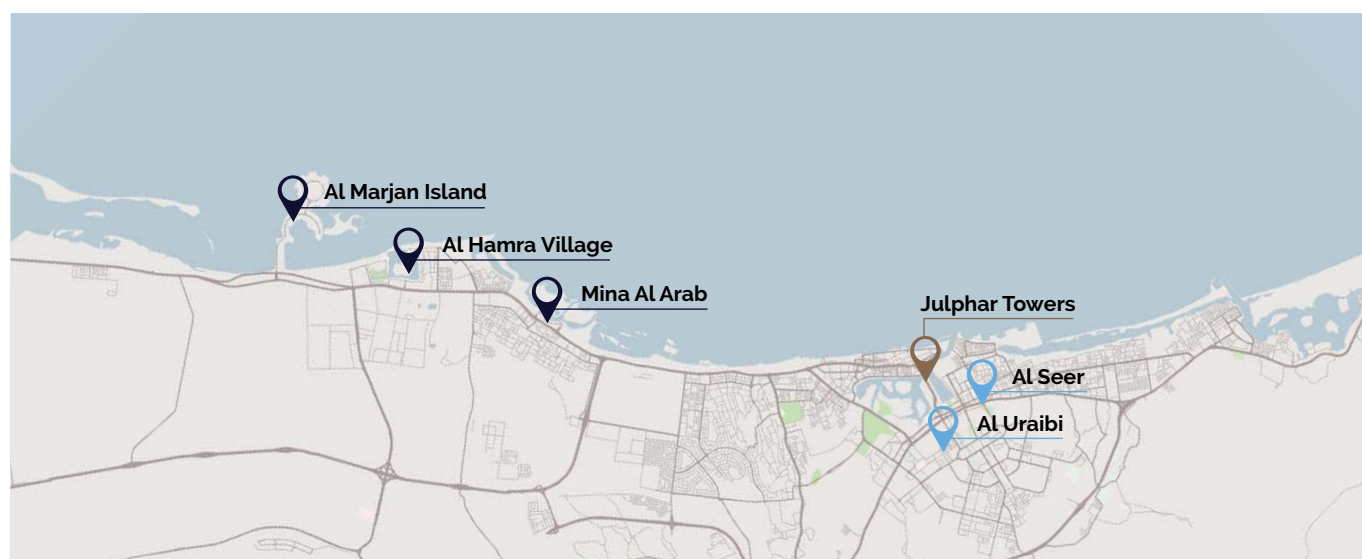 Al Marjan Island
Al Hamra Village
Mina Al Arab
Julphar Towers
Al Seer
Al Uraibi